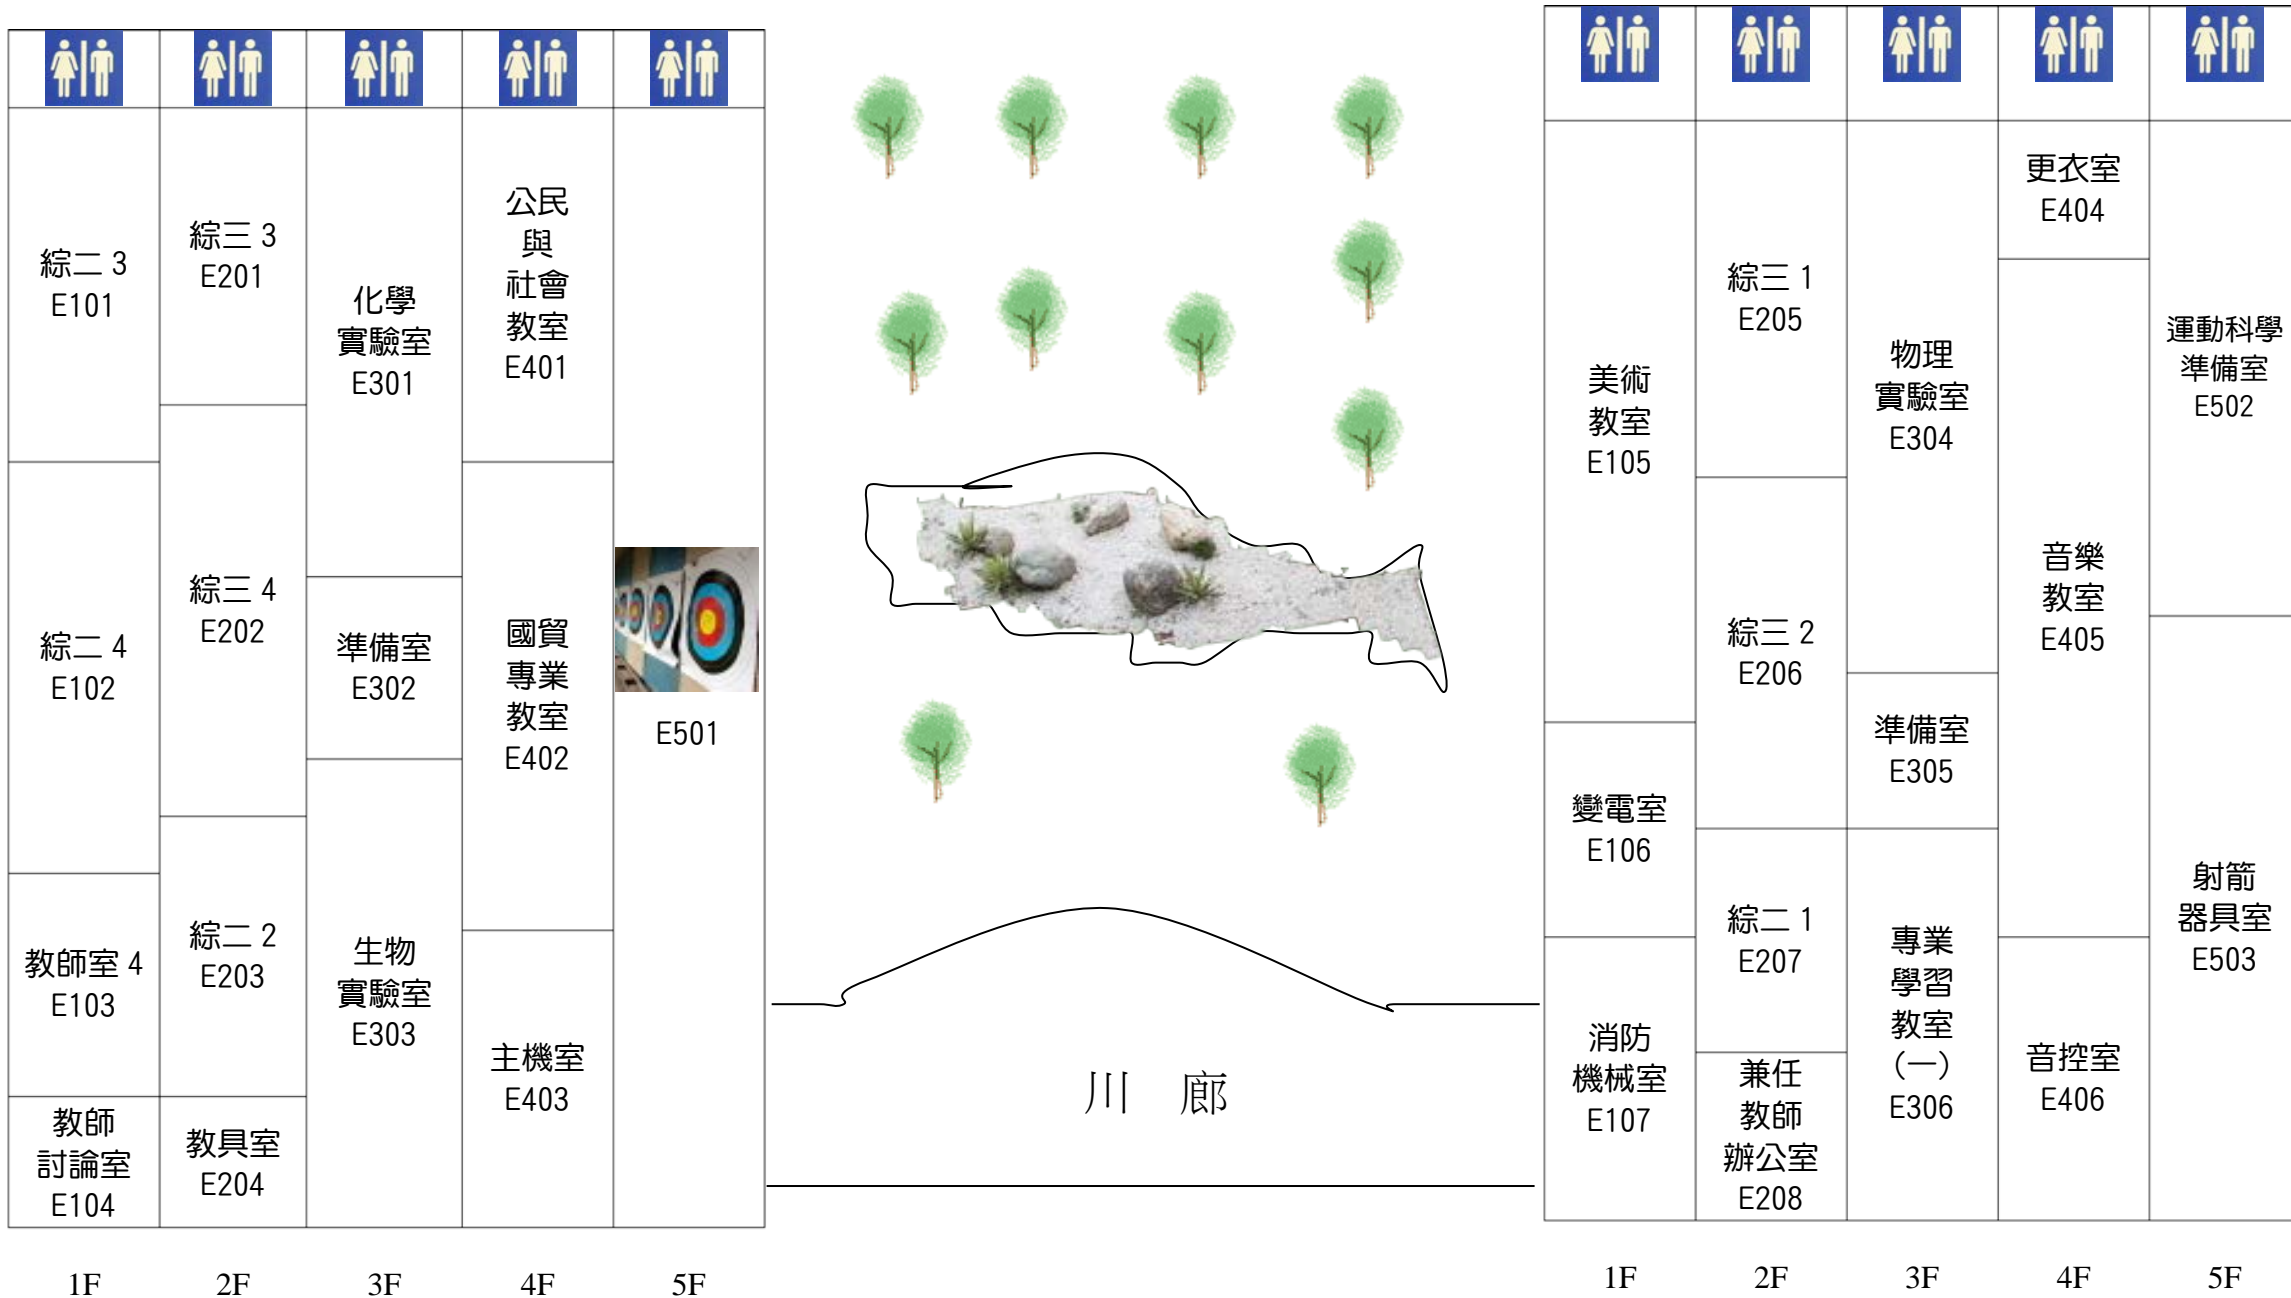 綜二 3
E101
綜二 4
E102
教師室 4
E103
教師
討論室
E104
1F
綜三 3
E201
綜三 4
E202
綜二 2
E203
教具室
E204
2F
化學
實驗室
E301
準備室
E302
生物
實驗室
E303
3F
公民
與
社會
教室
E401
國貿
專業
教室
E402
主機室
E403
4F
E501
5F
川 廊
美術
教室
E105
變電室
E106
消防
機械室
E107
1F
綜三 1
E205
綜三 2
E206
綜二 1
E207
兼任
教師
辦公室
E208
2F
物理
實驗室
E304
準備室
E305
專業
學習
教室
(一)
E306
3F
更衣室
E404
音樂
教室
E405
音控室
E406
4F
運動科學
準備室
E502
射箭
器具室
E503
5F